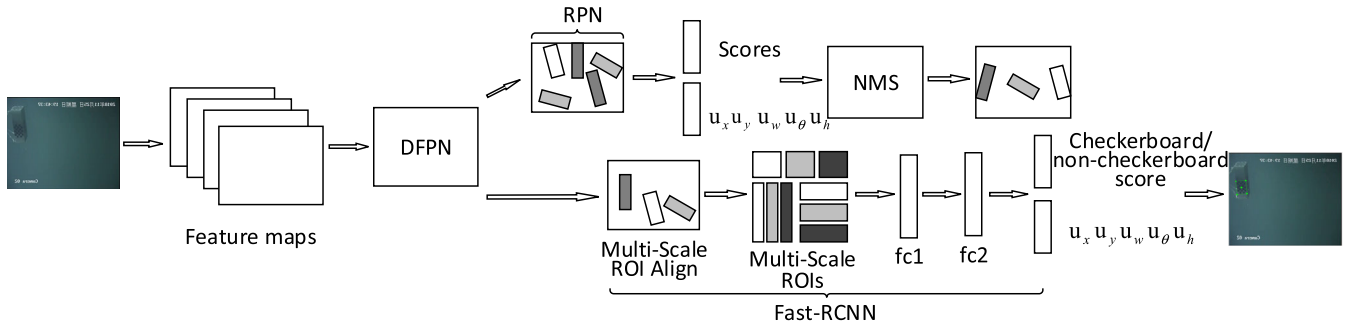 RPN
Scores
NMS
u_x u_y u_w u_θ u_h
DFPN
Feature maps
Multi-Scale
ROI Align
Multi-Scale
ROIs
fc1
fc2
Checkerboard/
non-checkerboard
score
u_x u_y u_w u_θ u_h
Fast-RCNN